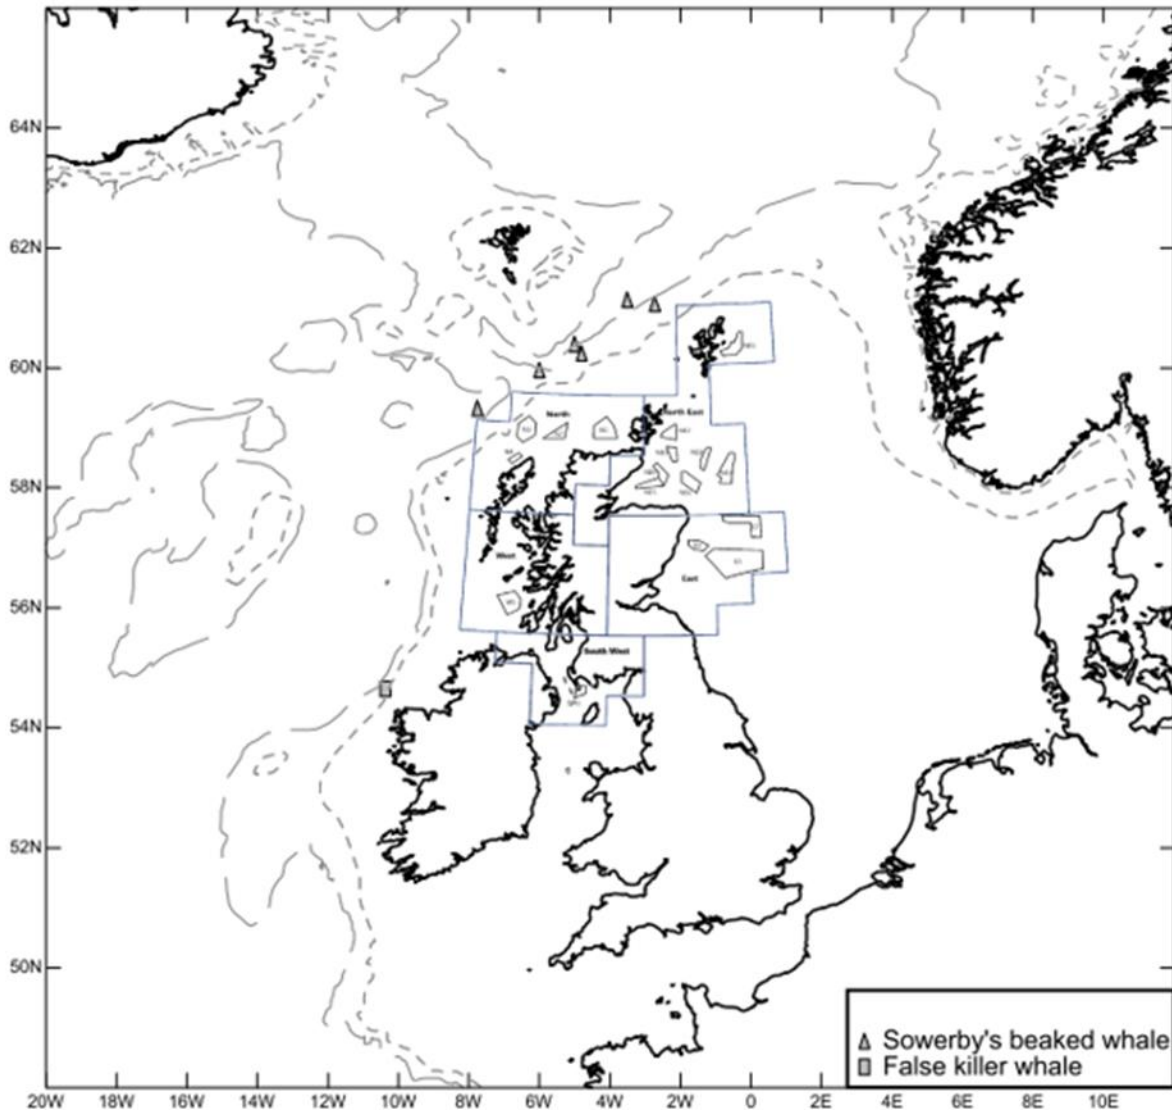 64N
62N
60N
North
North East
58N
West
East
56N
South West
54N
52N
50N
Sowerby's beaked whale
False killer whale
20W 18W 16W 14W 12W 10W 8W 6W 4W 2W 0 2E 4E 6E 8E 10E